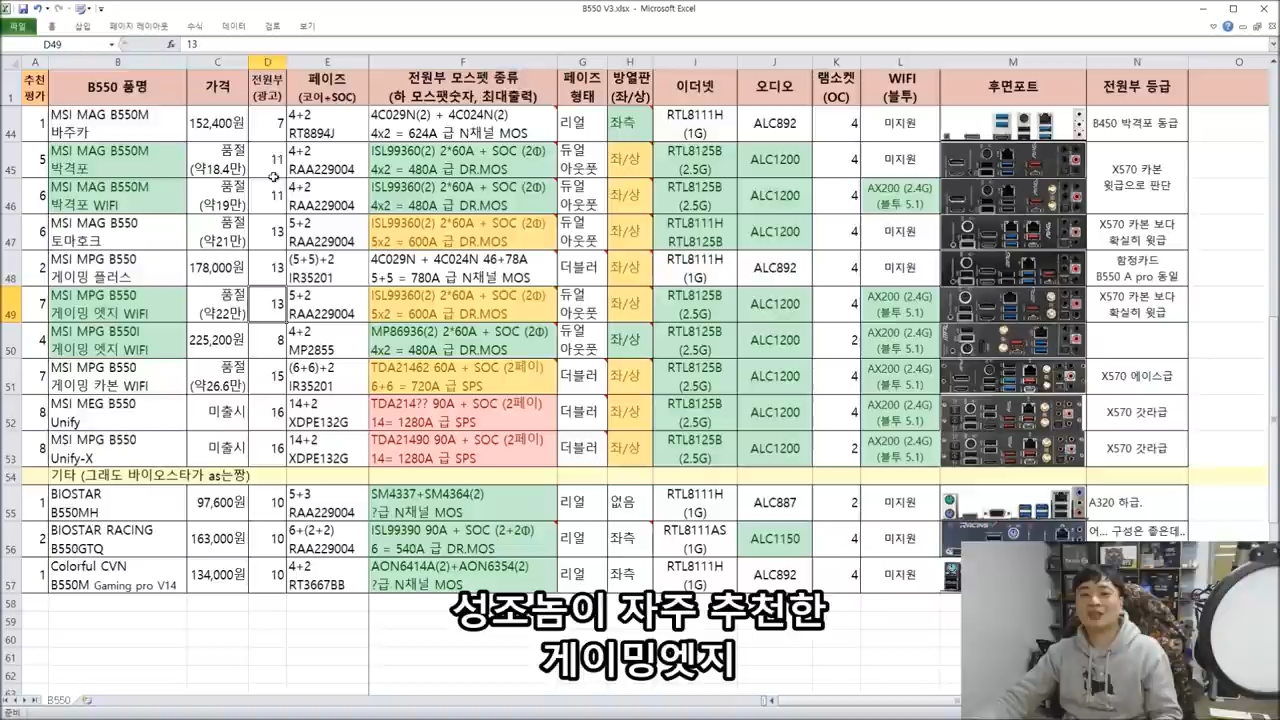 B550 V3.xlsx - Microsoft Excel
파일 홈 삽입 페이지 레이아웃 수식 데이터 검토 보기
D49 fx 13
A B C D E F G H I J K L M N O
추천 평가 B550 품명 가격 전원부 (광고) 페이즈 (코어+SOC) 전원부 모스펫 종류 (하 모스팻숫자, 최대출력) 페이즈 형태 방열판 (좌/상) 이더넷 오디오 램소켓 (OC) WIFI (블투) 후면포트 전원부 등급
1
44 1 MSI MAG B550M 바주카 152,400원 7 4+2 RT8894J 4C029N(2) + 4C024N(2) 4x2 = 624A 급 N채널 MOS 리얼 좌측 RTL8111H (1G) ALC892 4 미지원 B450 박격포 동급
45 5 MSI MAG B550M 박격포 품절 (약18.4만) 11 4+2 RAA229004 ISL99360(2) 2*60A + SOC (2Φ) 4x2 = 480A 급 DR.MOS 듀얼 아웃풋 좌/상 RTL8125B (2.5G) ALC1200 4 미지원 X570 카본 윗급으로 판단
46 6 MSI MAG B550M 박격포 WIFI 품절 (약19만) 11 4+2 RAA229004 ISL99360(2) 2*60A + SOC (2Φ) 4x2 = 480A 급 DR.MOS 듀얼 아웃풋 좌/상 RTL8125B (2.5G) ALC1200 4 AX200 (2.4G) (블투 5.1)
47 6 MSI MAG B550 토마호크 품절 (약21만) 13 5+2 RAA229004 ISL99360(2) 2*60A + SOC (2Φ) 5x2 = 600A 급 DR.MOS 듀얼 아웃풋 좌/상 RTL8111H RTL8125B ALC1200 4 미지원 X570 카본 보다 확실히 윗급
48 2 MSI MPG B550 게이밍 플러스 178,000원 13 (5+5)+2 IR35201 4C029N + 4C024N 46+78A 5+5 = 780A 급 N채널 MOS 더블러 좌/상 RTL8111H (1G) ALC892 4 미지원 함정카드 B550 A pro 동일
49 7 MSI MPG B550 게이밍 엣지 WIFI 품절 (약22만) 13 5+2 RAA229004 ISL99360(2) 2*60A + SOC (2Φ) 5x2 = 600A 급 DR.MOS 듀얼 아웃풋 좌/상 RTL8125B (2.5G) ALC1200 4 AX200 (2.4G) (블투 5.1) X570 카본 보다 확실히 윗급
50 4 MSI MPG B550I 게이밍 엣지 WIFI 225,200원 8 4+2 MP2855 MP86936(2) 2*60A + SOC (2Φ) 4x2 = 480A 급 DR.MOS 듀얼 아웃풋 좌/상 RTL8125B (2.5G) ALC1200 2 AX200 (2.4G) (블투 5.1)
51 7 MSI MPG B550 게이밍 카본 WIFI 품절 (약26.6만) 15 (6+6)+2 IR35201 TDA21462 60A + SOC (2페이) 6+6 = 720A 급 SPS 더블러 좌/상 RTL8125B (2.5G) ALC1200 4 AX200 (2.4G) (블투 5.1) X570 에이스급
52 8 MSI MEG B550 Unify 미출시 16 14+2 XDPE132G TDA214?? 90A + SOC (2페이) 14= 1280A 급 SPS 더블러 좌/상 RTL8125B (2.5G) ALC1200 4 AX200 (2.4G) (블투 5.1) X570 갓라급
53 8 MSI MPG B550 Unify-X 미출시 16 14+2 XDPE132G TDA21490 90A + SOC (2페이) 14= 1280A 급 SPS 더블러 좌/상 RTL8125B (2.5G) ALC1200 2 AX200 (2.4G) (블투 5.1) X570 갓라급
54 기타 (그래도 바이오스타가 as는짱)
55 1 BIOSTAR B550MH 97,600원 10 5+3 RAA229004 SM4337+SM4364(2) ?급 N채널 MOS 리얼 없음 RTL8111H (1G) ALC887 2 미지원 A320 하급.
56 2 BIOSTAR RACING B550GTQ 163,000원 10 6+(2+2) RAA229004 ISL99390 90A + SOC (2+2Φ) 6 = 540A 급 DR.MOS 리얼 좌측 RTL8111AS (1G) ALC1150 4 미지원 어... 구성은 좋은데..
57 1 Colorful CVN B550M Gaming pro V14 134,000원 10 4+2 RT3667BB AON6414A(2)+AON6354(2) ?급 N채널 MOS 리얼 좌측 RTL8111H (1G) ALC892 4 미지원
58
59
60
61
62
63
성조놈이 자주 추천한
게이밍엣지
B550
준비